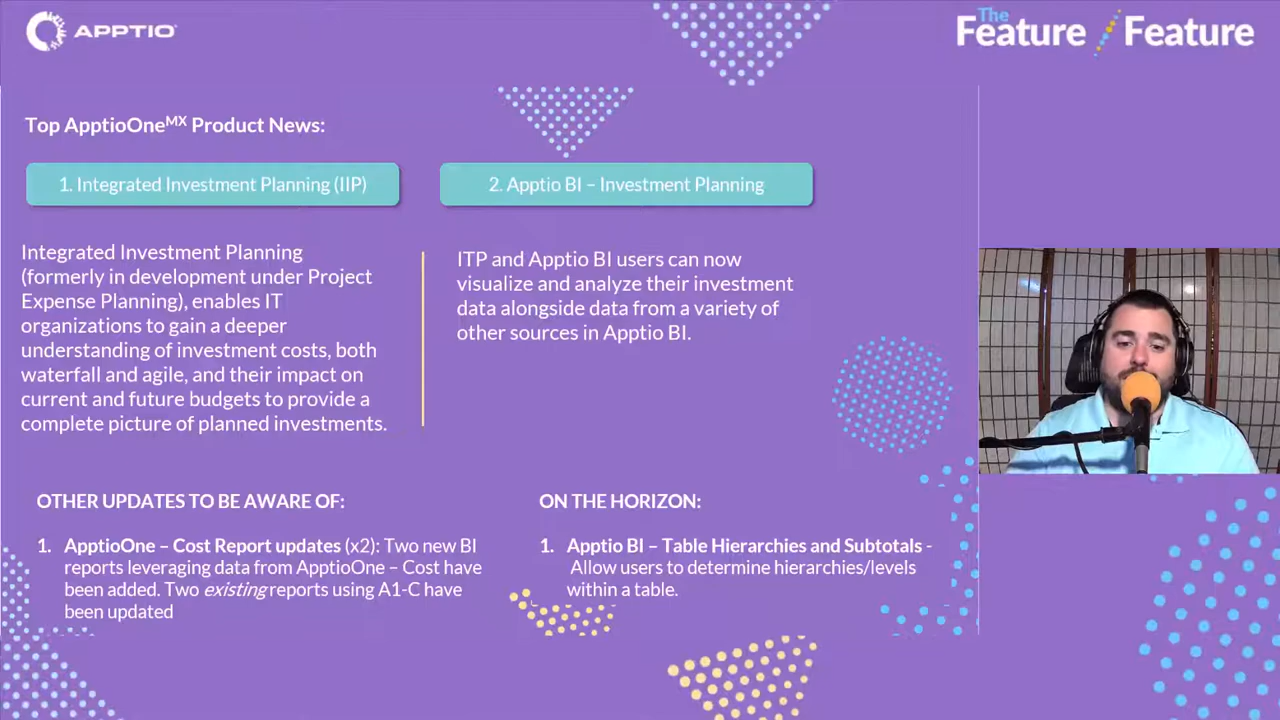 APPTIO
The
Feature / Feature
Top ApptioOneMX Product News:
1. Integrated Investment Planning (IIP)
2. Apptio BI – Investment Planning
Integrated Investment Planning
(formerly in development under Project
Expense Planning), enables IT
organizations to gain a deeper
understanding of investment costs, both
waterfall and agile, and their impact on
current and future budgets to provide a
complete picture of planned investments.
ITP and Apptio BI users can now
visualize and analyze their investment
data alongside data from a variety of
other sources in Apptio BI.
OTHER UPDATES TO BE AWARE OF:
1. ApptioOne – Cost Report updates (x2): Two new BI
reports leveraging data from ApptioOne – Cost have
been added. Two existing reports using A1-C have
been updated
ON THE HORIZON:
1. Apptio BI – Table Hierarchies and Subtotals -
Allow users to determine hierarchies/levels
within a table.